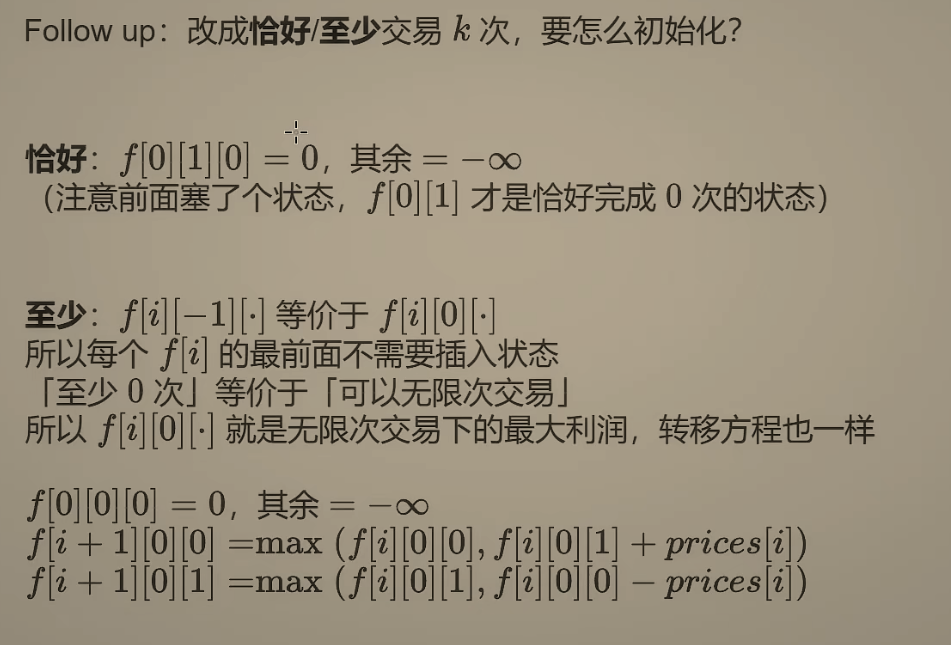 Follow up：改成恰好/至少交易 k 次，要怎么初始化？
恰好：f[0][1][0] = 0，其余 = −∞
（注意前面塞了个状态，f[0][1] 才是恰好完成 0 次的状态）
至少：f[i][−1][·] 等价于 f[i][0][·]
所以每个 f[i] 的最前面不需要插入状态
「至少 0 次」等价于「可以无限次交易」
所以 f[i][0][·] 就是无限次交易下的最大利润，转移方程也一样
f[0][0][0] = 0，其余 = −∞
f[i + 1][0][0] =max (f[i][0][0], f[i][0][1] + prices[i])
f[i + 1][0][1] =max (f[i][0][1], f[i][0][0] − prices[i])